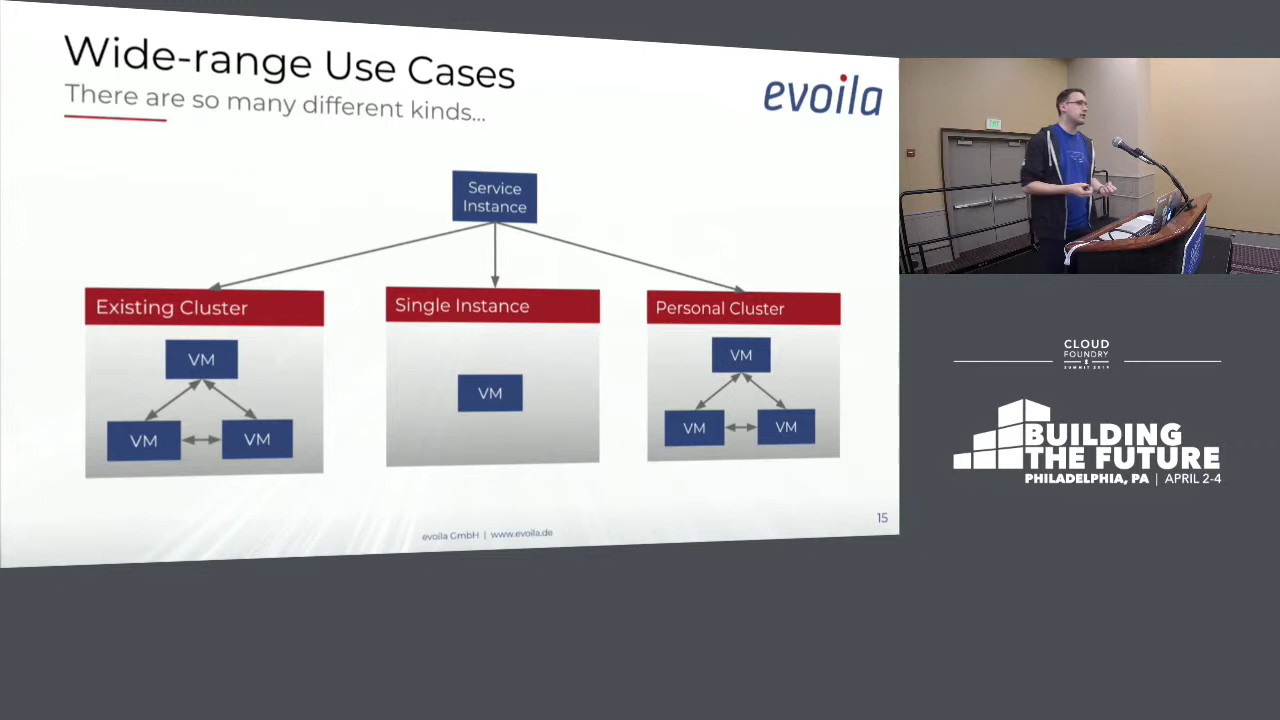 Wide-range Use Cases
There are so many different kinds...
evoila
Service
Instance
Existing Cluster
VM
VM
VM
Single Instance
VM
Personal Cluster
VM
VM
VM
evoila GmbH | www.evoila.de
15
EXIT
CLOUD
FOUNDRY
SUMMIT 2019
BUILDING
THE FUTURE
PHILADELPHIA, PA | APRIL 2-4